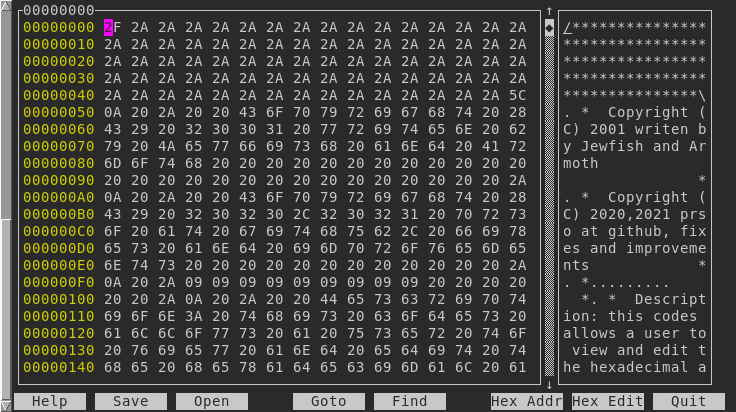 00000000
00000000 2F 2A 2A 2A 2A 2A 2A 2A 2A 2A 2A 2A 2A 2A 2A 2A /***************
00000010 2A 2A 2A 2A 2A 2A 2A 2A 2A 2A 2A 2A 2A 2A 2A 2A ****************
00000020 2A 2A 2A 2A 2A 2A 2A 2A 2A 2A 2A 2A 2A 2A 2A 2A ****************
00000030 2A 2A 2A 2A 2A 2A 2A 2A 2A 2A 2A 2A 2A 2A 2A 2A ****************
00000040 2A 2A 2A 2A 2A 2A 2A 2A 2A 2A 2A 2A 2A 2A 2A 5C ***************\
00000050 0A 20 2A 20 20 43 6F 70 79 72 69 67 68 74 20 28 . *  Copyright (
00000060 43 29 20 32 30 30 31 20 77 72 69 74 65 6E 20 62 C) 2001 writen b
00000070 79 20 4A 65 77 66 69 73 68 20 61 6E 64 20 41 72 y Jewfish and Ar
00000080 6D 6F 74 68 20 20 20 20 20 20 20 20 20 20 20 20 moth
00000090 20 20 20 20 20 20 20 20 20 20 20 20 20 20 20 2A *
000000A0 0A 20 2A 20 20 43 6F 70 79 72 69 67 68 74 20 28 . *  Copyright (
000000B0 43 29 20 32 30 32 30 2C 32 30 32 31 20 70 72 73 C) 2020,2021 prs
000000C0 6F 20 61 74 20 67 69 74 68 75 62 2C 20 66 69 78 o at github, fix
000000D0 65 73 20 61 6E 64 20 69 6D 70 72 6F 76 65 6D 65 es and improveme
000000E0 6E 74 73 20 20 20 20 20 20 20 20 20 20 20 20 2A nts            *
000000F0 0A 20 2A 09 09 09 09 09 09 09 09 09 20 20 20 20 . *.........
00000100 20 20 2A 0A 20 2A 20 20 44 65 73 63 72 69 70 74   *. *  Descript
00000110 69 6F 6E 3A 20 74 68 69 73 20 63 6F 64 65 73 20 ion: this codes
00000120 61 6C 6C 6F 77 73 20 61 20 75 73 65 72 20 74 6F allows a user to
00000130 20 76 69 65 77 20 61 6E 64 20 65 64 69 74 20 74  view and edit t
00000140 68 65 20 68 65 78 61 64 65 63 69 6D 61 6C 20 61 he hexadecimal a
Help Save Open Goto Find Hex Addr Hex Edit Quit